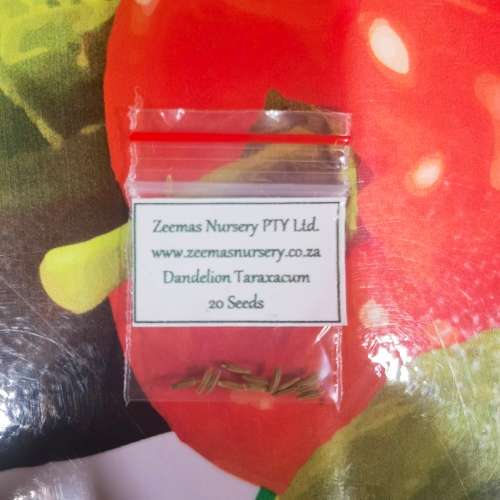 Zeemas Nursery PTY Ltd.
www.zeemasnursery.co.za
Dandelion Taraxacum
20 Seeds